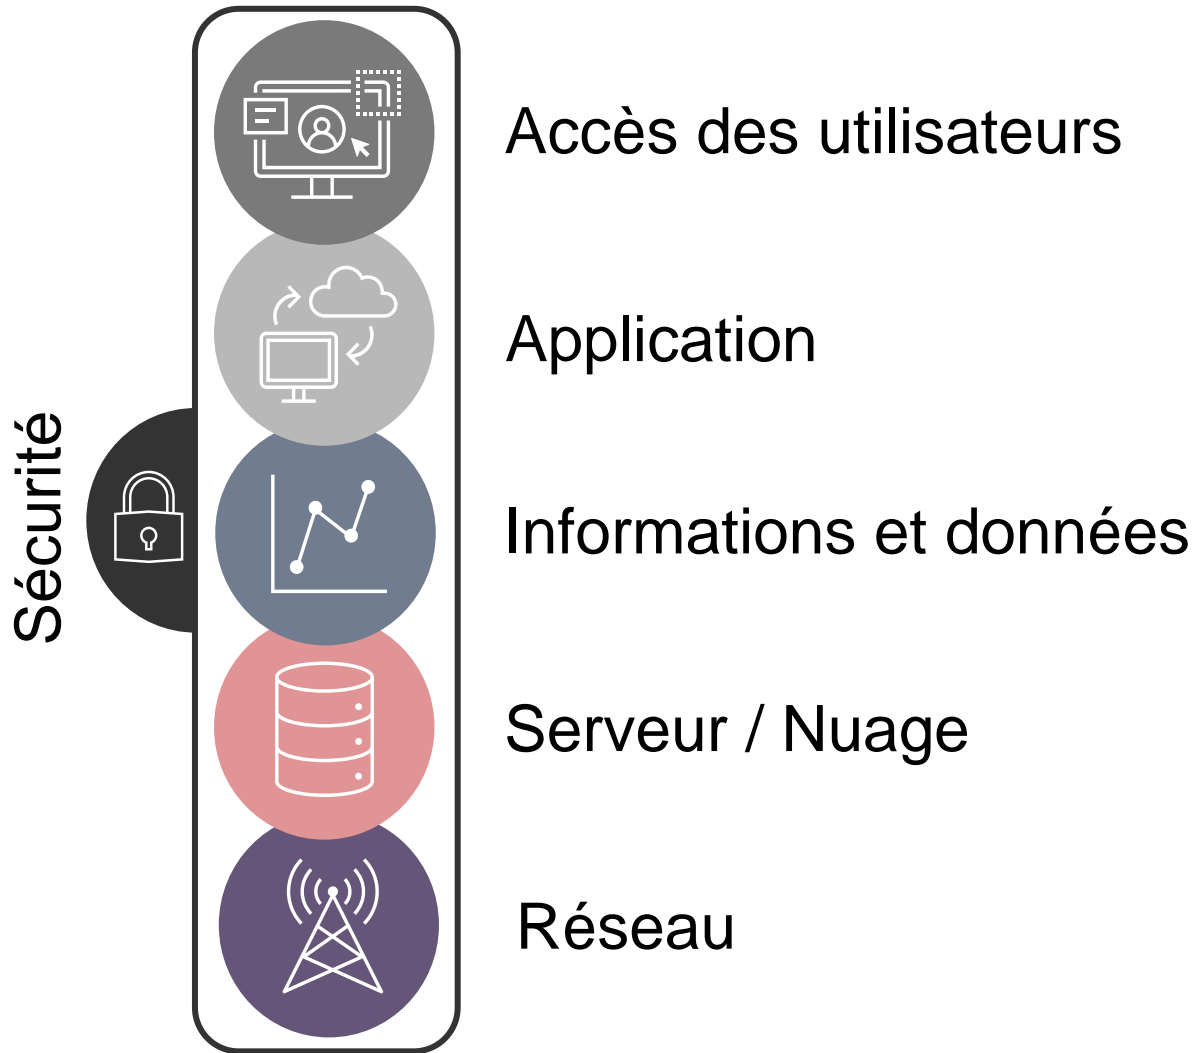 Accès des utilisateurs
Application
Sécurité
Informations et données
Serveur / Nuage
Réseau